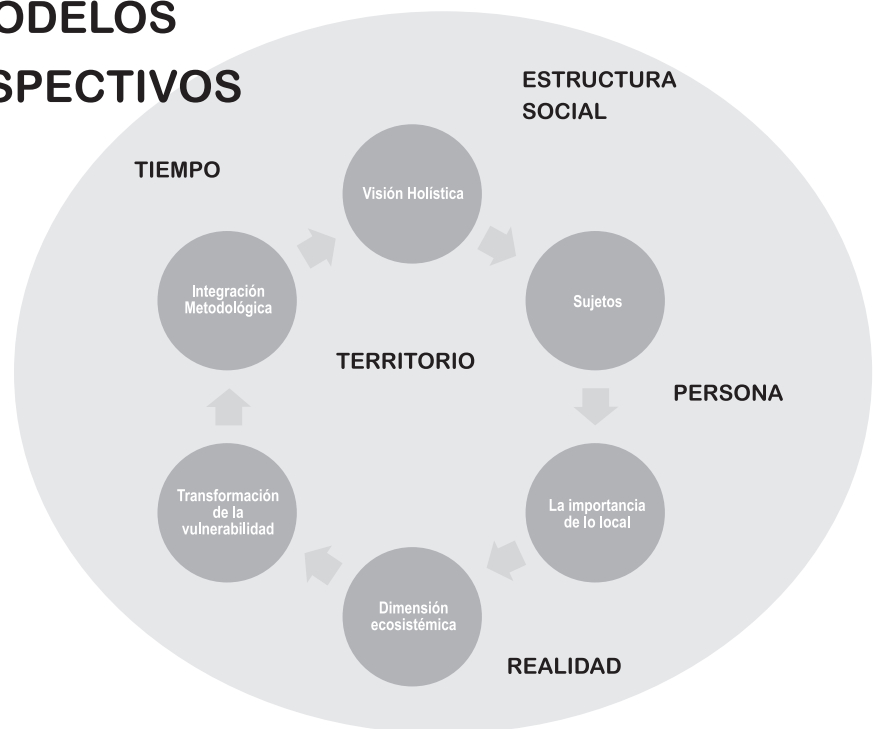 ODELOS
SPECTIVOS
ESTRUCTURA
SOCIAL
TIEMPO
Visión Holística
Integración
Metodológica
Sujetos
TERRITORIO
PERSONA
Transformación
de la
vulnerabilidad
La importancia
de lo local
Dimensión
ecosistémica
REALIDAD